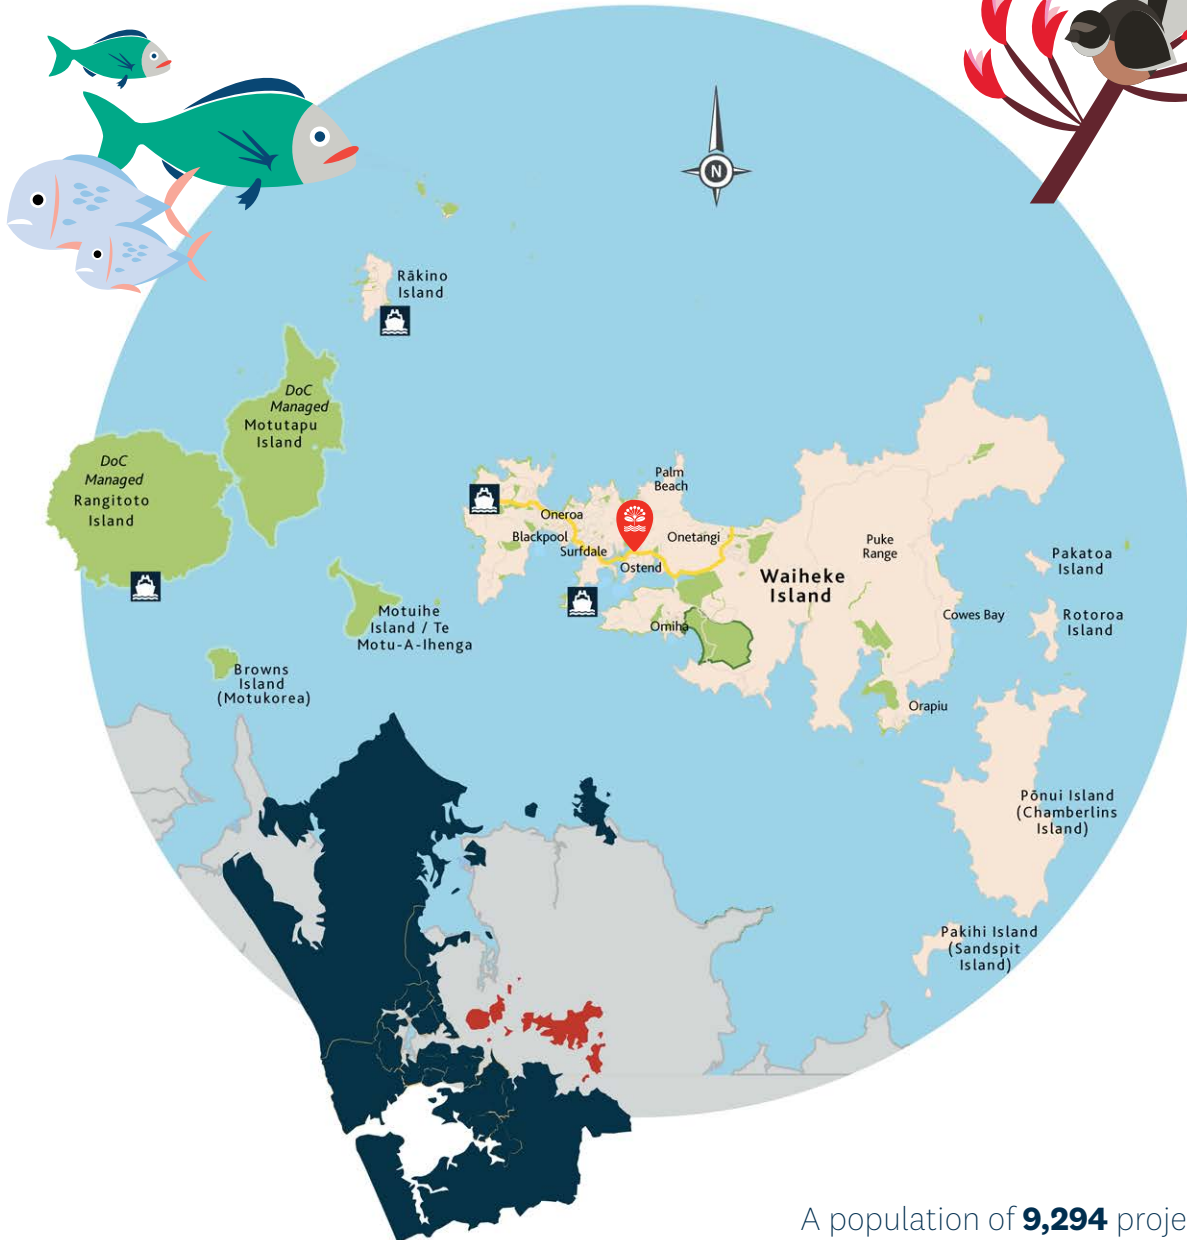 N
Rākino
Island
DoC
Managed
Motutapu
Island
DoC
Managed
Rangitoto
Island
Palm
Beach
Oneroa
Blackpool
Surfdale
Onetangi
Ostend
Puke
Range
Waiheke
Island
Pakatoa
Island
Cowes Bay
Rotoroa
Island
Motuihe
Island / Te
Motu-A-Ihenga
Omiha
Browns
Island
(Motukorea)
Orapiu
Pōnui Island
(Chamberlins
Island)
Pakihi Island
(Sandspit
Island)
A population of 9,294 proje